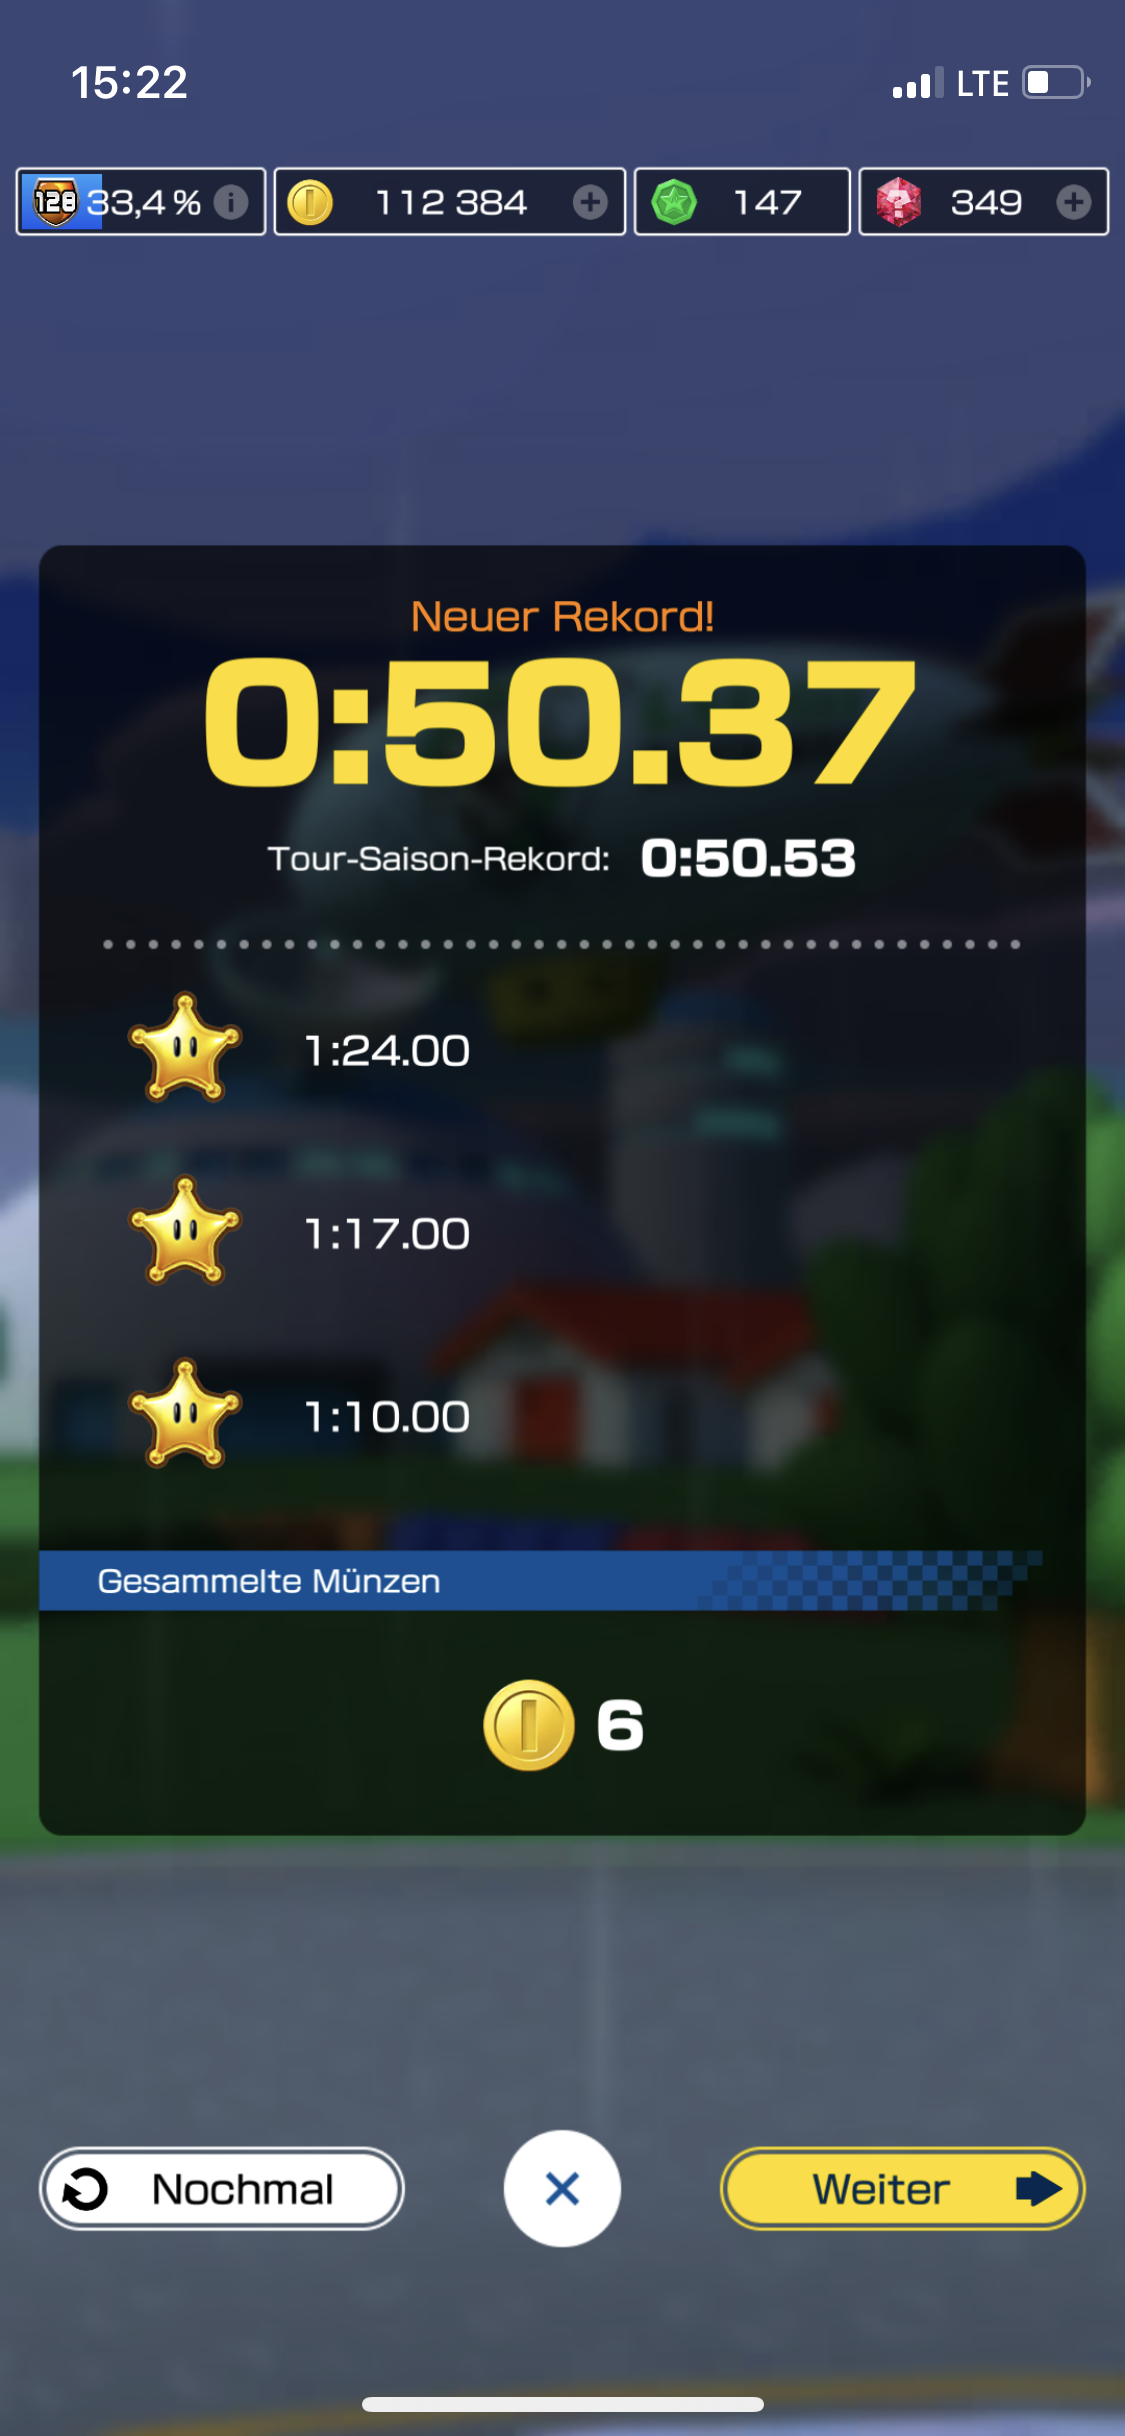 15:22 LTE
128 33,4 % i 112 384 + 147 349 +
Neuer Rekord!
0:50.37
Tour-Saison-Rekord: 0:50.53
1:24.00
1:17.00
1:10.00
Gesammelte Münzen
6
Nochmal Weiter